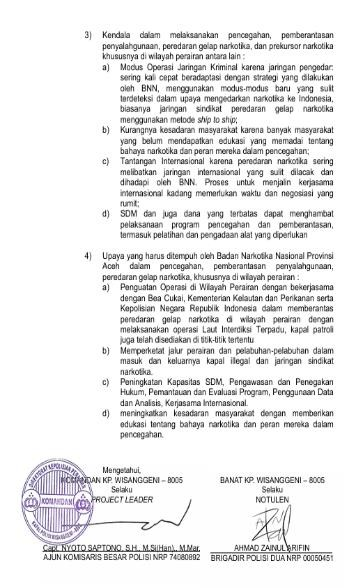 3) Kendala dalam melaksanakan pencegahan, pemberantasan
penyalahgunaan, peredaran gelap narkotika, dan prekursor narkotika
khususnya di wilayah perairan antara lain :
a) Modus Operasi Jaringan Kriminal karena jaringan pengedar:
sering kali cepat beradaptasi dengan strategi yang dilakukan
oleh BNN, menggunakan modus-modus baru yang sulit
terdeteksi dalam upaya mengedarkan narkotika ke Indonesia,
biasanya jaringan sindikat peredaran gelap narkotika
menggunakan metode ship to ship;
b) Kurangnya kesadaran masyarakat karena banyak masyarakat
yang belum mendapatkan edukasi yang memadai tentang
bahaya narkotika dan peran mereka dalam pencegahan;
c) Tantangan Internasional karena peredaran narkotika sering
melibatkan jaringan internasional yang sulit dilacak dan
dihadapi oleh BNN. Proses untuk menjalin kerjasama
internasional kadang memerlukan waktu dan negosiasi yang
rumit;
d) SDM dan juga dana yang terbatas dapat menghambat
pelaksanaan program pencegahan dan pemberantasan,
termasuk pelatihan dan pengadaan alat yang diperlukan
4) Upaya yang harus ditempuh oleh Badan Narkotika Nasional Provinsi
Aceh dalam pencegahan, pemberantasan penyalahgunaan,
peredaran gelap narkotika, khususnya di wilayah perairan :
a) Penguatan Operasi di Wilayah Perairan dengan bekerjasama
dengan Bea Cukai, Kementerian Kelautan dan Perikanan serta
Kepolisian Negara Republik Indonesia dalam memberantas
peredaran gelap narkotika di wilayah perairan dengan
melaksanakan operasi Laut Interdiksi Terpadu, kapal patroli
juga telah disediakan di titik-titik tertentu
b) Memperketat jalur perairan dan pelabuhan-pelabuhan dalam
masuk dan keluarnya kapal illegal dan jaringan sindikat
narkotika.
c) Peningkatan Kapasitas SDM, Pengawasan dan Penegakan
Hukum, Pemantauan dan Evaluasi Program, Penggunaan Data
dan Analisis, Kerjasama Internasional.
d) meningkatkan kesadaran masyarakat dengan memberikan
edukasi tentang bahaya narkotika dan peran mereka dalam
pencegahan.
Mengetahui,
KOMANDAN KP. WISANGGENI – 8005
Selaku
PROJECT LEADER
KOMANDAN
Capt. NYOTO SAPTONO, S.H., M.Si(Han)., M.Mar.
AJUN KOMISARIS BESAR POLISI NRP 74080892
BANAT KP. WISANGGENI – 8005
Selaku
NOTULEN
AHMAD ZAINUL ARIFIN
BRIGADIR POLISI DUA NRP 00050451